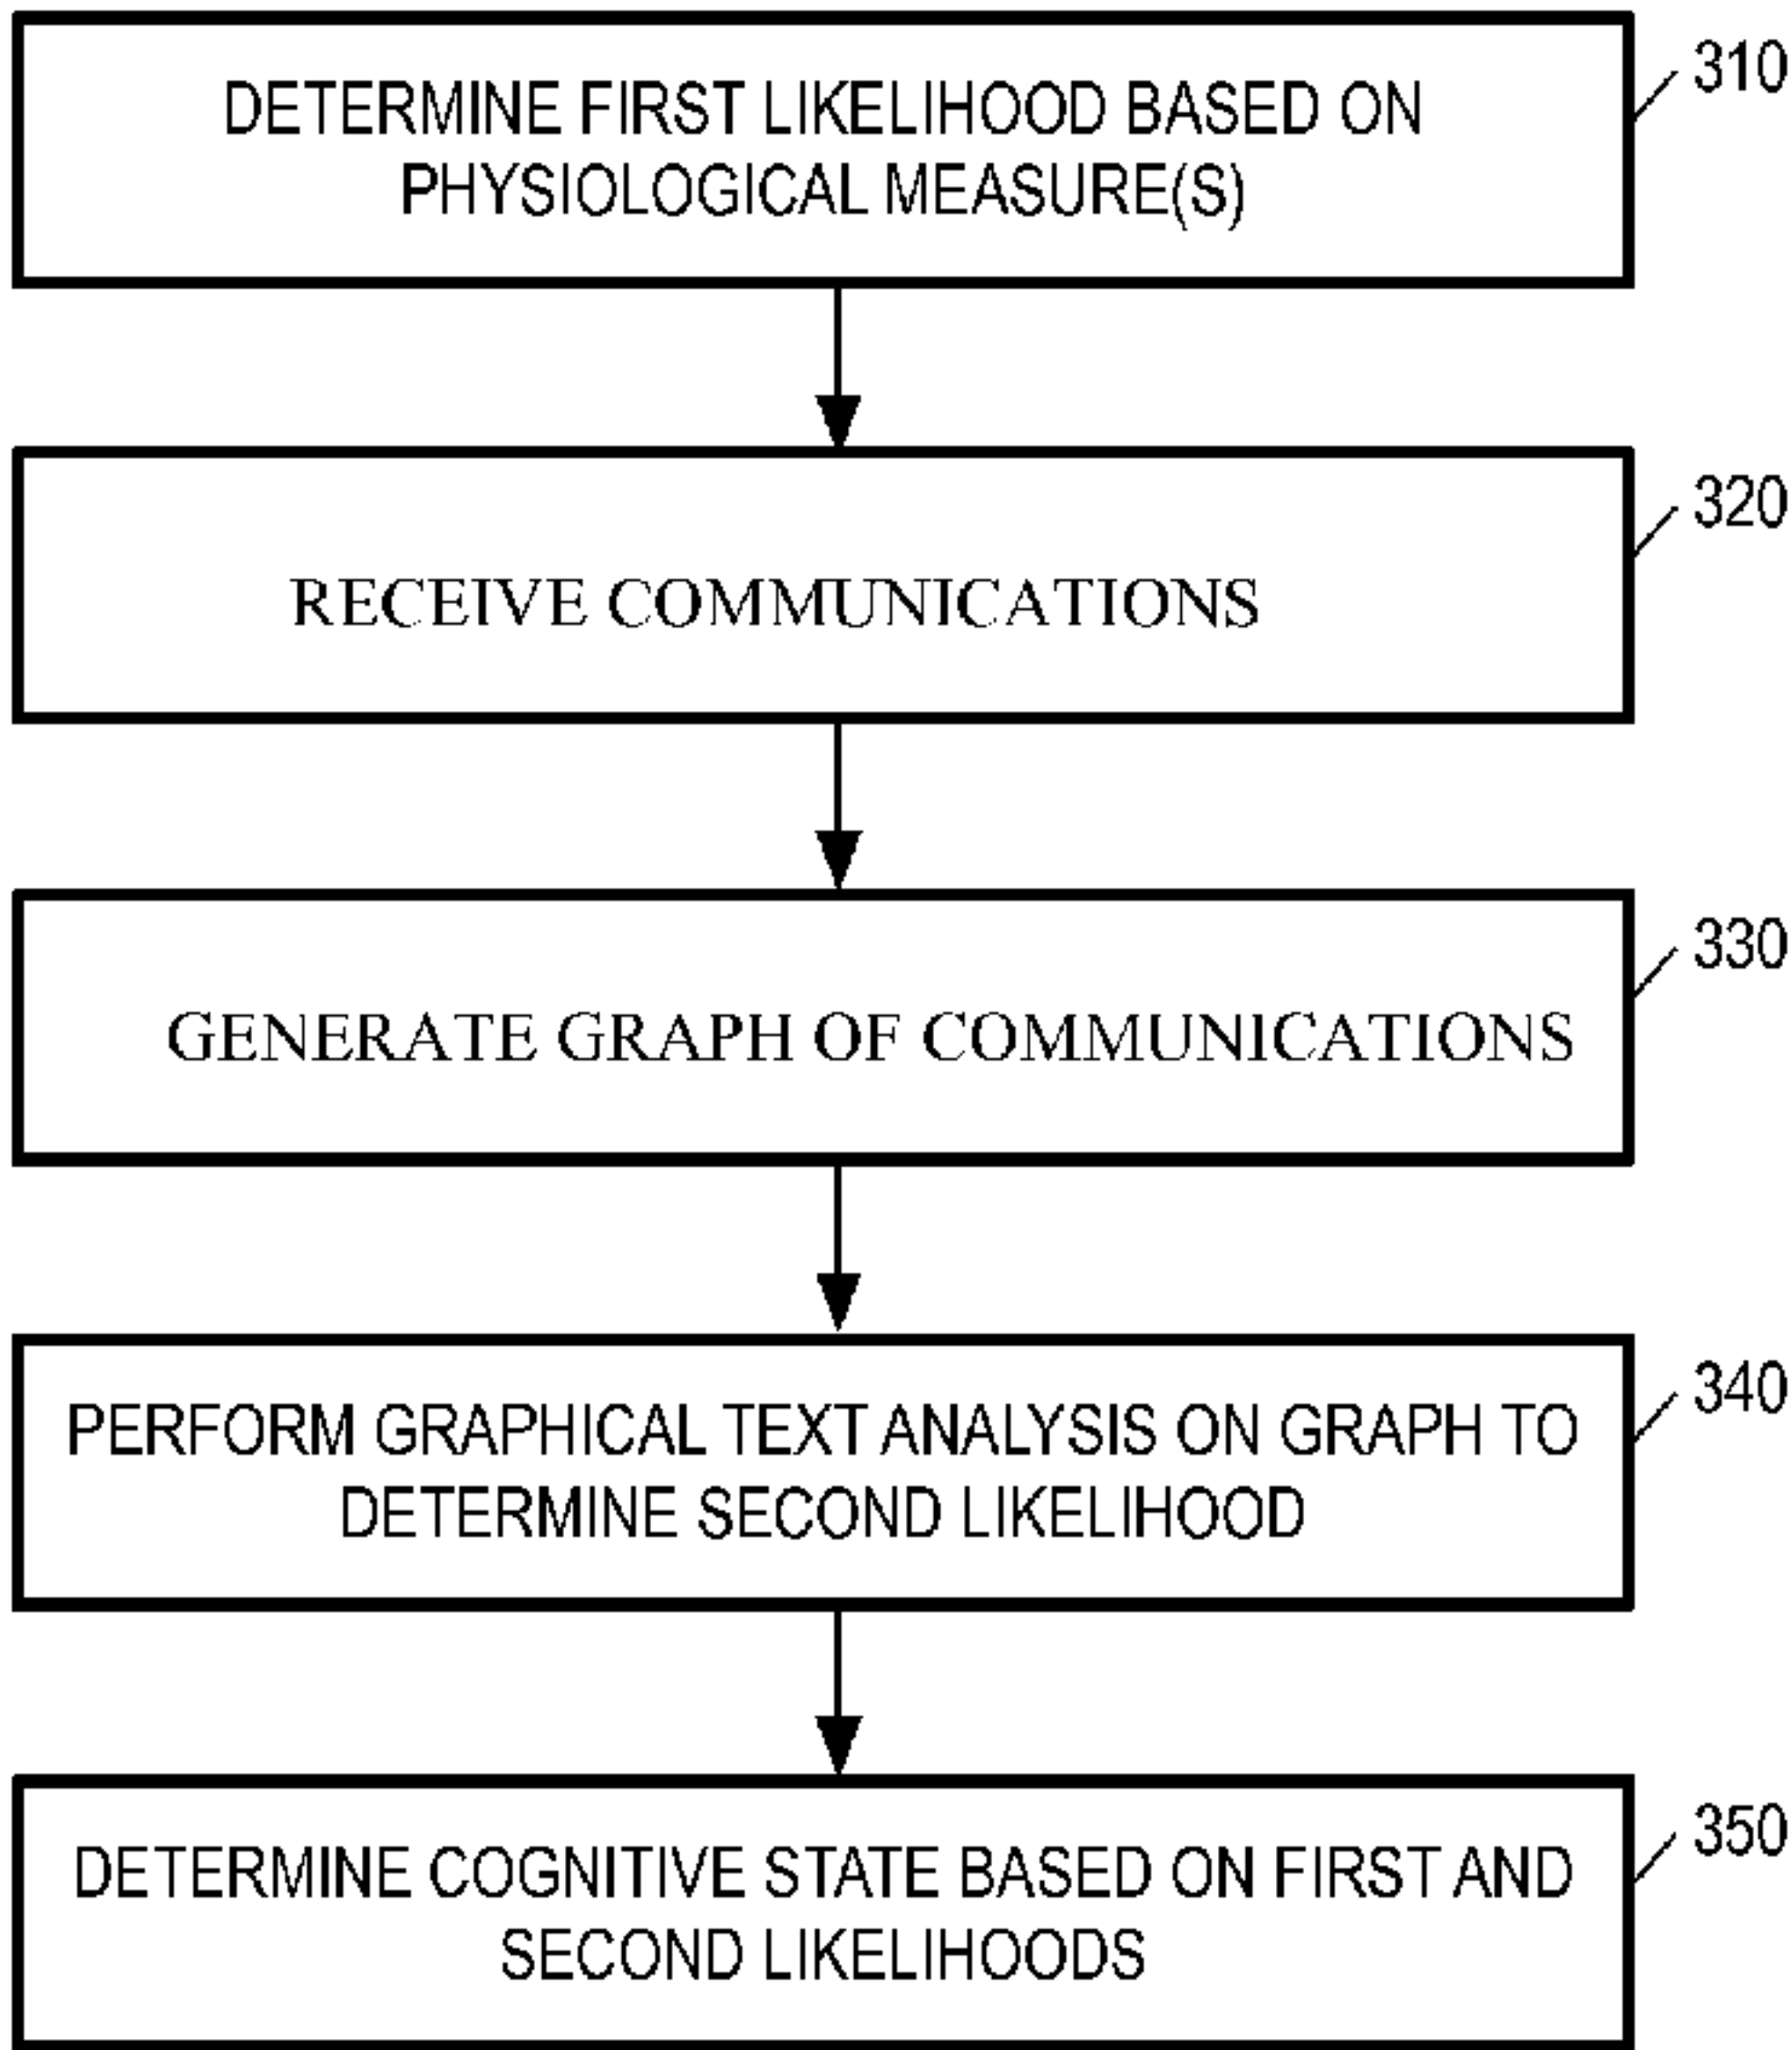 310
DETERMINE FIRST LIKELIHOOD BASED ON
PHYSIOLOGICAL MEASURE(S)
320
RECEIVE COMMUNICATIONS
330
GENERATE GRAPH OF COMMUNICATIONS
340
PERFORM GRAPHICAL TEXT ANALYSIS ON GRAPH TO
DETERMINE SECOND LIKELIHOOD
350
DETERMINE COGNITIVE STATE BASED ON FIRST AND
SECOND LIKELIHOODS